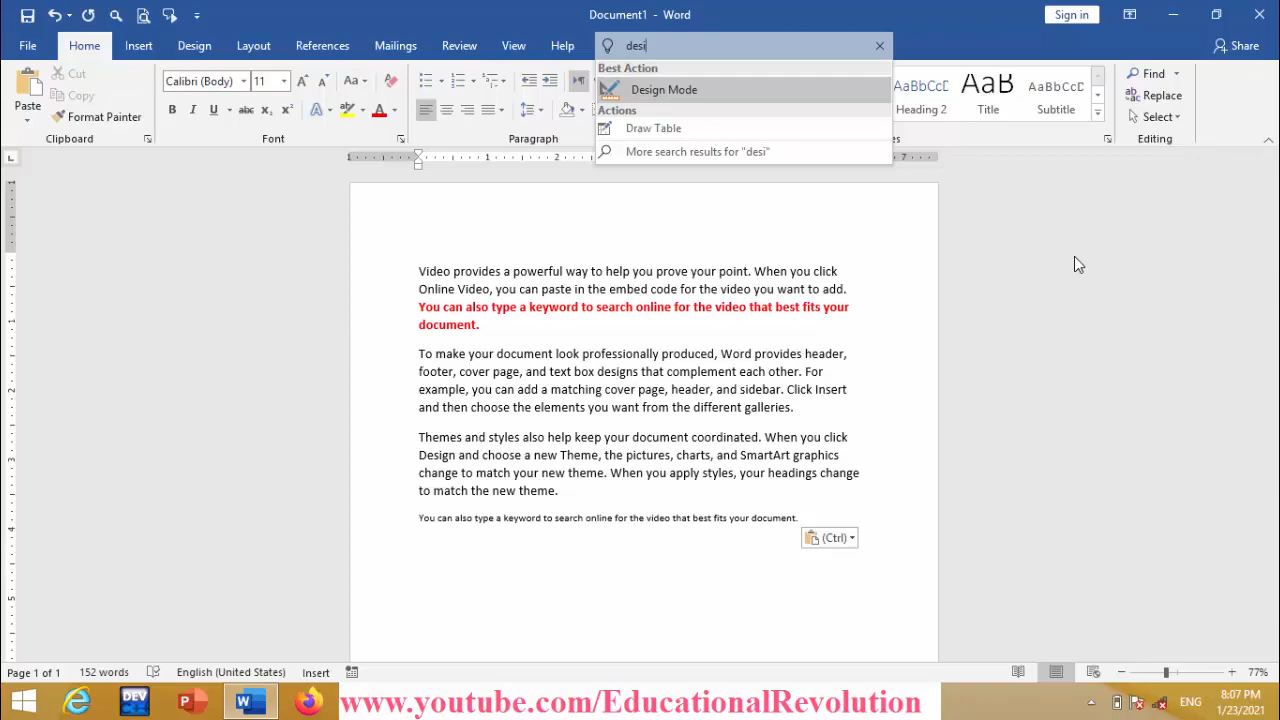 Document1 - Word
Sign in
File
Home
Insert
Design
Layout
References
Mailings
Review
View
Help
desi
Share
Paste
Cut
Copy
Format Painter
Clipboard
Calibri (Body)
11
Aa
B I U abc x₂ x²
A
A
Font
Paragraph
Best Action
Design Mode
Actions
Draw Table
More search results for "desi"
AaBbCcD
Heading 2
AaB
Title
AaBbCcD
Subtitle
Find
Replace
Select
Editing
Video provides a powerful way to help you prove your point. When you click
Online Video, you can paste in the embed code for the video you want to add.
You can also type a keyword to search online for the video that best fits your
document.
To make your document look professionally produced, Word provides header,
footer, cover page, and text box designs that complement each other. For
example, you can add a matching cover page, header, and sidebar. Click Insert
and then choose the elements you want from the different galleries.
Themes and styles also help keep your document coordinated. When you click
Design and choose a new Theme, the pictures, charts, and SmartArt graphics
change to match your new theme. When you apply styles, your headings change
to match the new theme.
You can also type a keyword to search online for the video that best fits your document.
(Ctrl)
Page 1 of 1
152 words
English (United States)
Insert
77%
DEV
www.youtube.com/EducationalRevolution
ENG
8:07 PM
1/23/2021